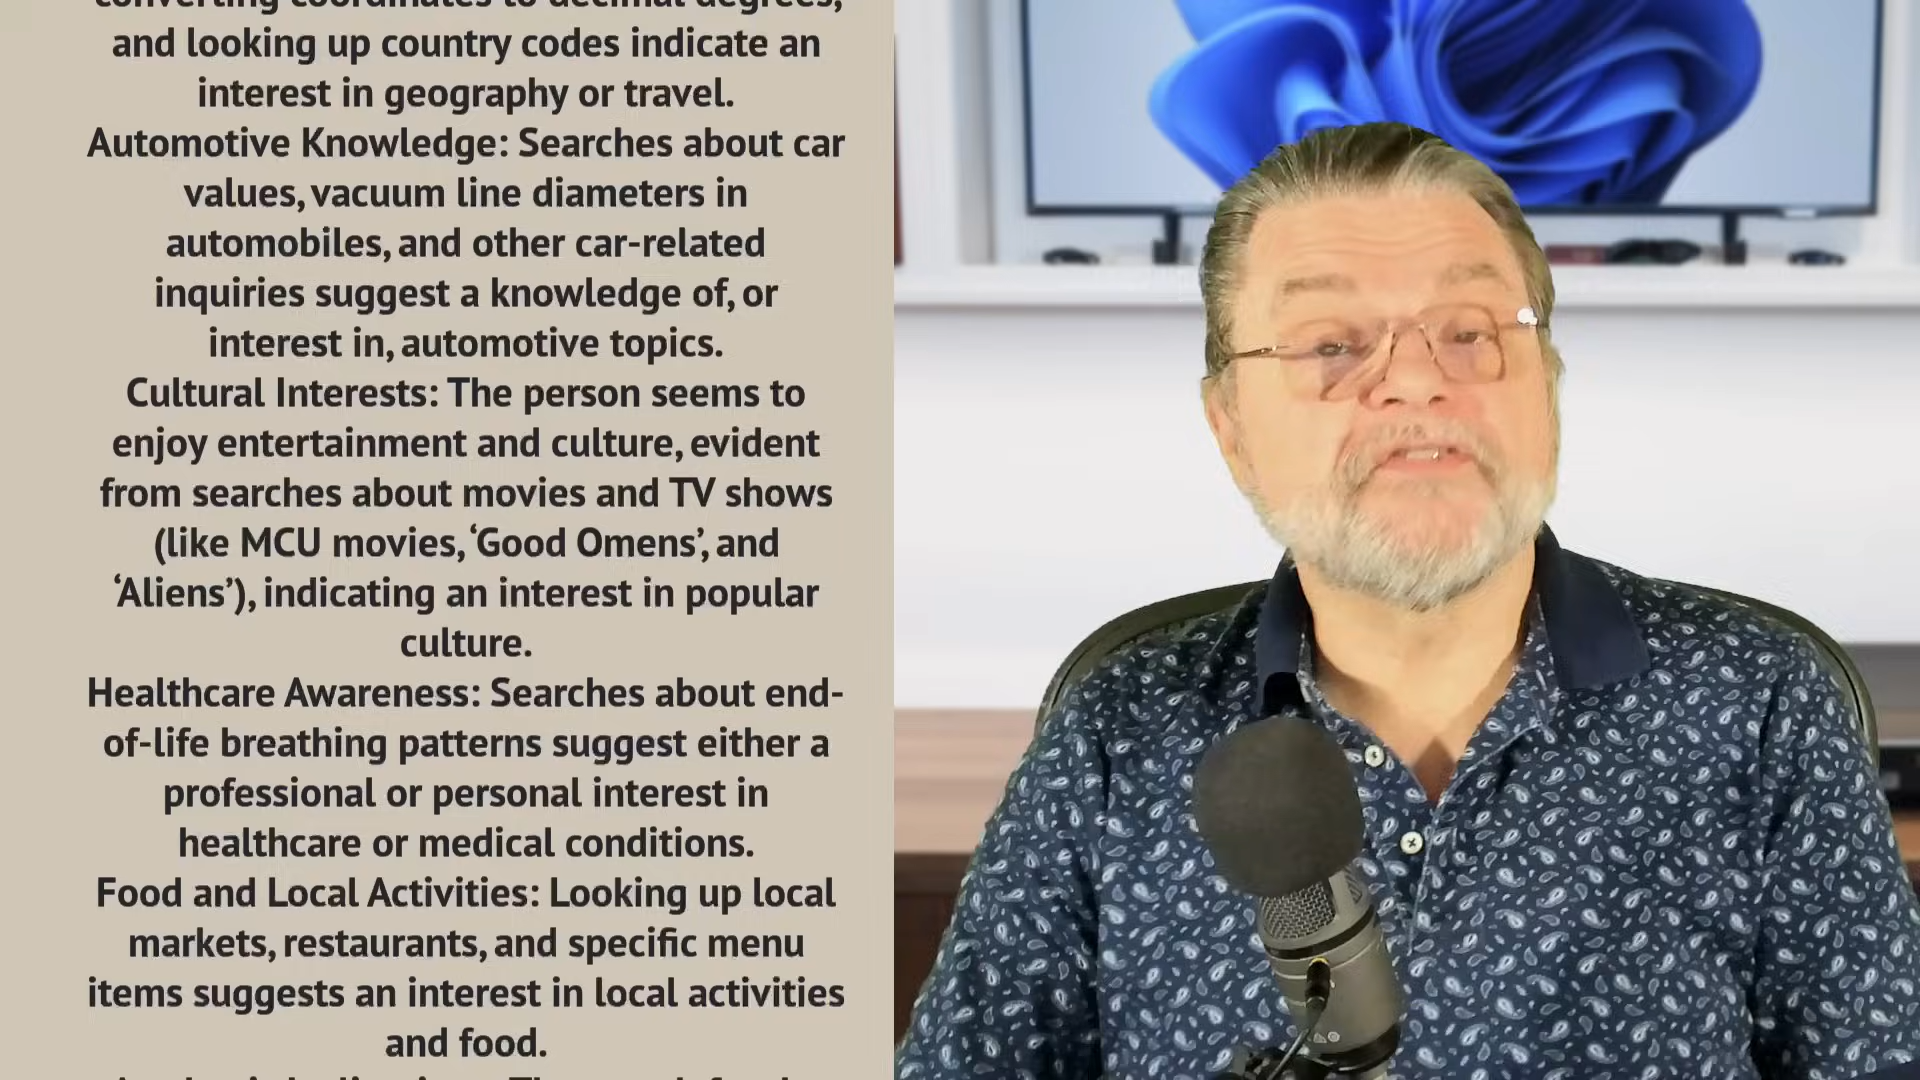 converting coordinates to decimal degrees,
and looking up country codes indicate an
interest in geography or travel.
Automotive Knowledge: Searches about car
values, vacuum line diameters in
automobiles, and other car-related
inquiries suggest a knowledge of, or
interest in, automotive topics.
Cultural Interests: The person seems to
enjoy entertainment and culture, evident
from searches about movies and TV shows
(like MCU movies, ‘Good Omens’, and
‘Aliens’), indicating an interest in popular
culture.
Healthcare Awareness: Searches about end-
of-life breathing patterns suggest either a
professional or personal interest in
healthcare or medical conditions.
Food and Local Activities: Looking up local
markets, restaurants, and specific menu
items suggests an interest in local activities
and food.